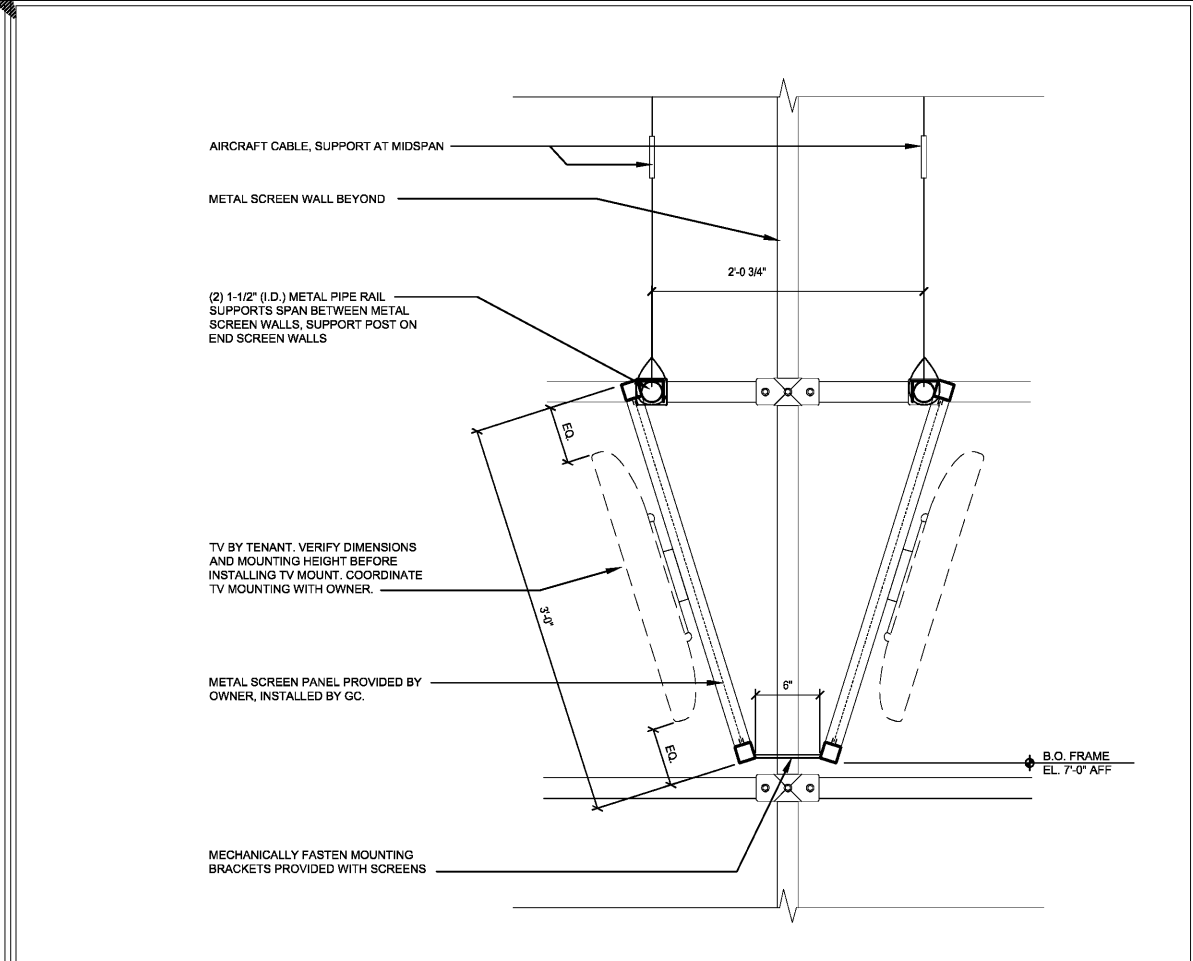 AIRCRAFT CABLE, SUPPORT AT MIDSPAN
METAL SCREEN WALL BEYOND
2'-0 3/4"
(2) 1-1/2" (I.D.) METAL PIPE RAIL
SUPPORTS SPAN BETWEEN METAL
SCREEN WALLS, SUPPORT POST ON
END SCREEN WALLS
EQ.
TV BY TENANT. VERIFY DIMENSIONS
AND MOUNTING HEIGHT BEFORE
INSTALLING TV MOUNT. COORDINATE
TV MOUNTING WITH OWNER.
3'-0"
METAL SCREEN PANEL PROVIDED BY
OWNER, INSTALLED BY GC.
6"
EQ.
B.O. FRAME
EL. 7'-0" AFF
MECHANICALLY FASTEN MOUNTING
BRACKETS PROVIDED WITH SCREENS